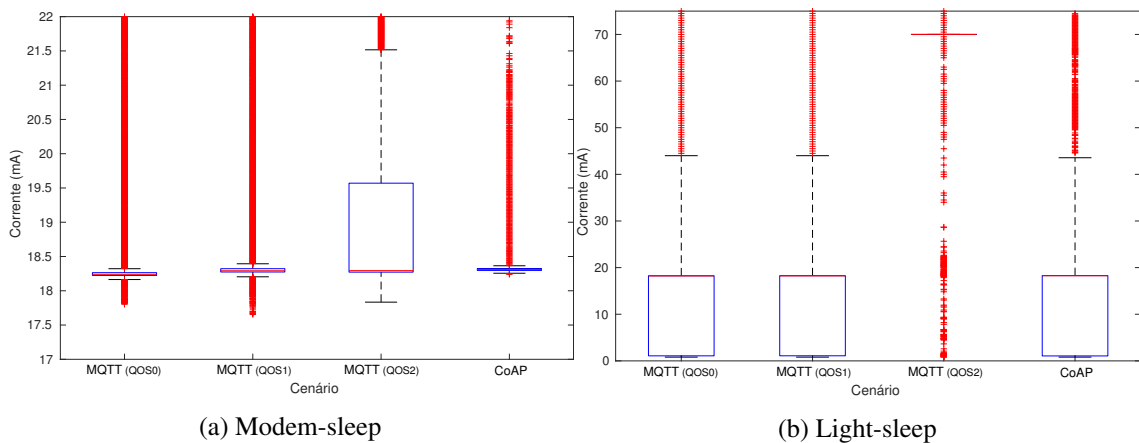 22
21.5
21
20.5
20
19.5
19
18.5
18
17.5
17
Corrente (mA)
MQTT (QOS0) MQTT (QOS1) MQTT (QOS2) CoAP
Cenário
(a) Modem-sleep
70
60
50
40
30
20
10
0
Corrente (mA)
MQTT (QOS0) MQTT (QOS1) MQTT (QOS2) CoAP
Cenário
(b) Light-sleep